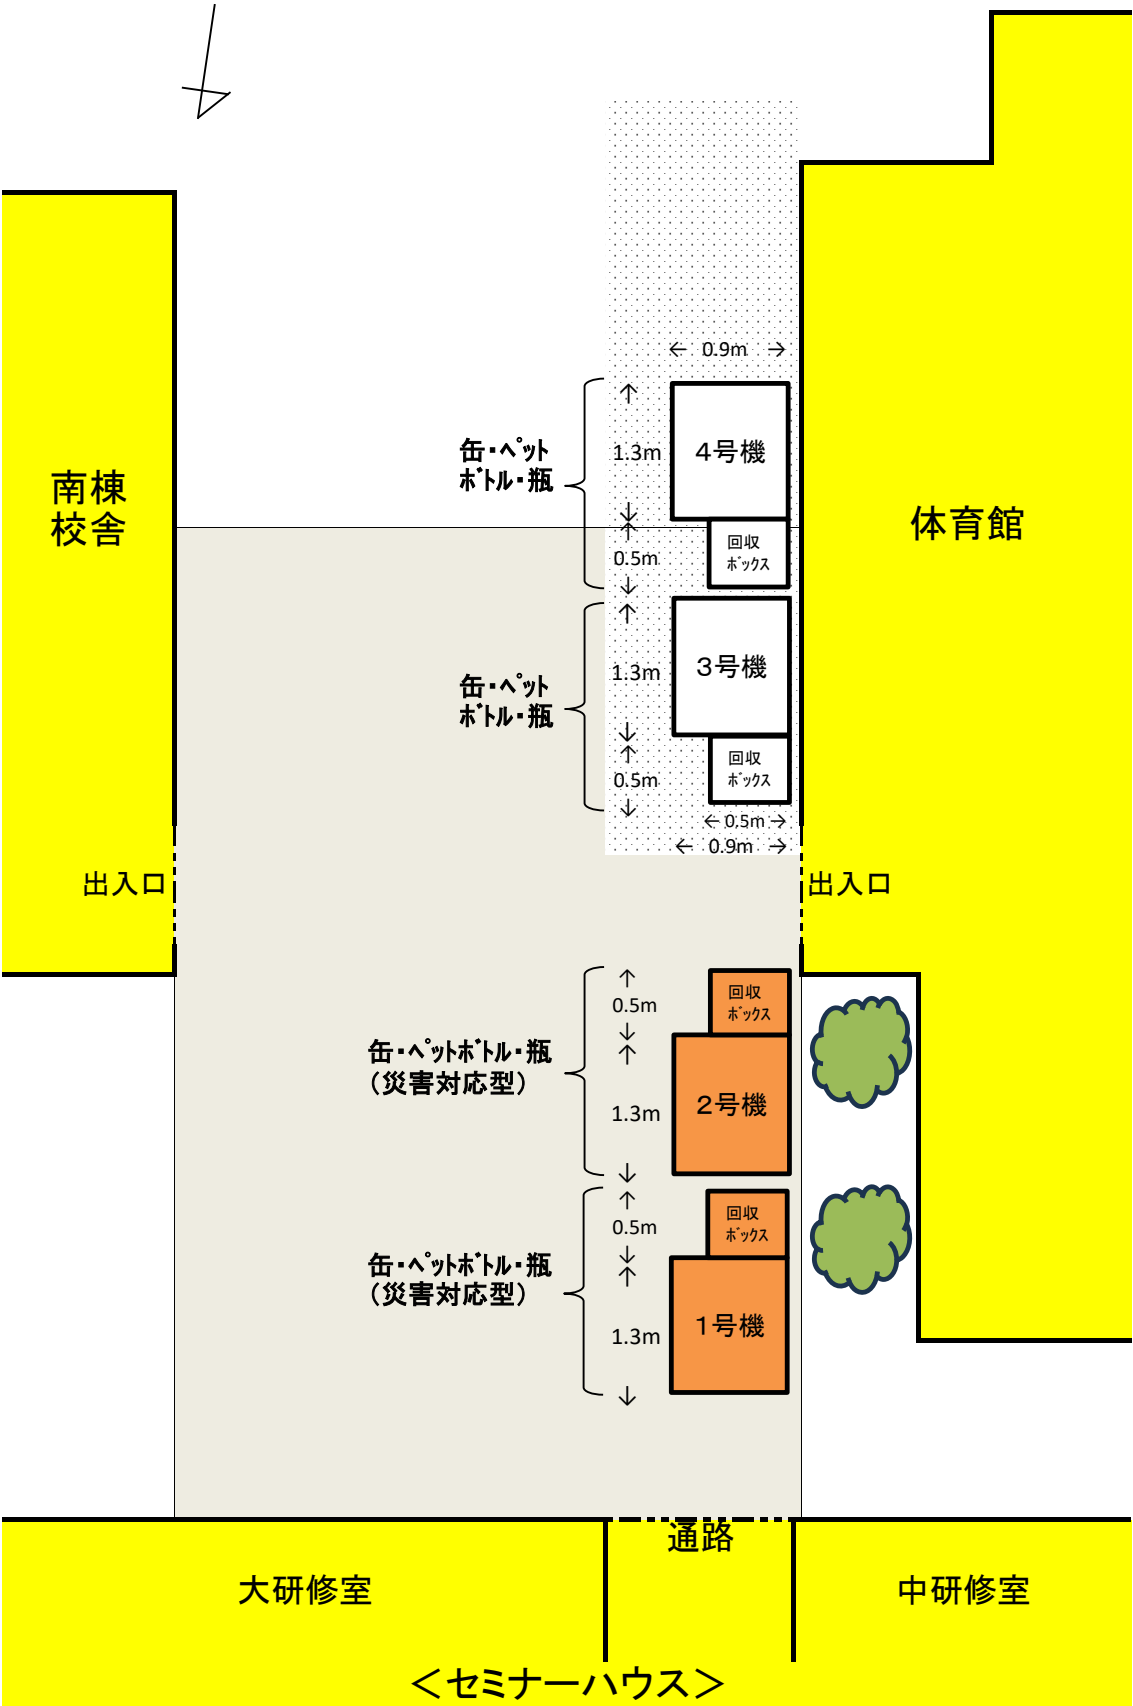 ← 0.9m →
缶・ペット
ボトル・瓶
1.3m
4号機
南棟
校舎
体育館
0.5m
回収
ボックス
缶・ペット
ボトル・瓶
1.3m
3号機
0.5m
回収
ボックス
← 0.5m →
← 0.9m →
出入口
出入口
0.5m
回収
ボックス
缶・ペットボトル・瓶
(災害対応型)
1.3m
2号機
0.5m
回収
ボックス
缶・ペットボトル・瓶
(災害対応型)
1.3m
1号機
通路
大研修室
中研修室
＜セミナーハウス＞